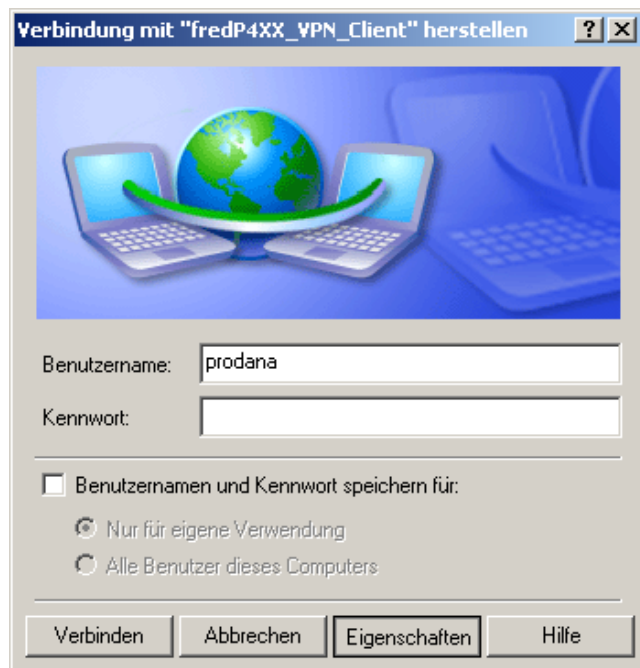 Verbindung mit "fredP4XX_VPN_Client" herstellen
Benutzername: prodana
Kennwort:
Benutzernamen und Kennwort speichern für:
Nur für eigene Verwendung
Alle Benutzer dieses Computers
Verbinden Abbrechen Eigenschaften Hilfe